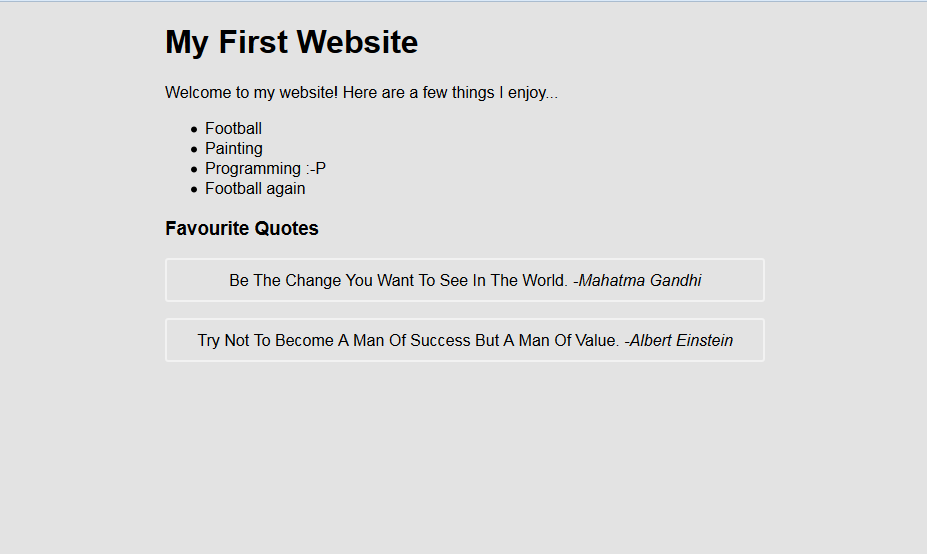 My First Website
Welcome to my website! Here are a few things I enjoy...
Football
Painting
Programming :-P
Football again
Favourite Quotes
Be The Change You Want To See In The World. -Mahatma Gandhi
Try Not To Become A Man Of Success But A Man Of Value. -Albert Einstein